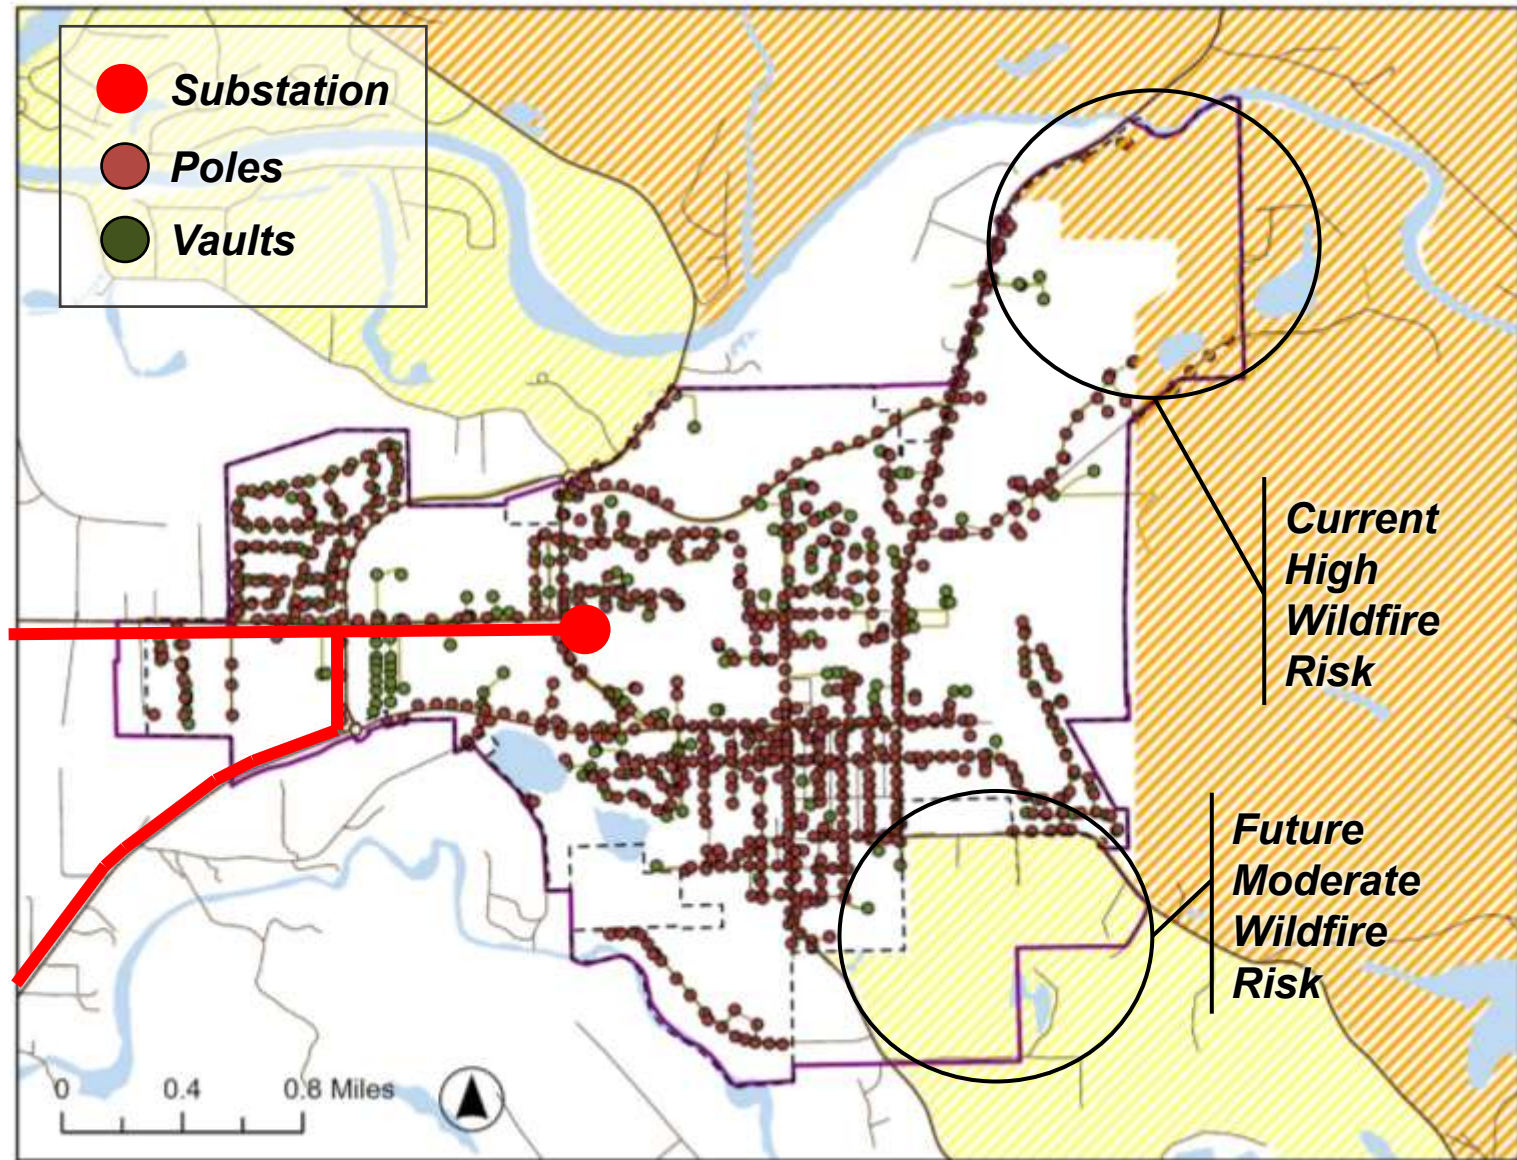 Substation
Poles
Vaults
Current
High
Wildfire
Risk
Future
Moderate
Wildfire
Risk
0 0.4 0.8 Miles